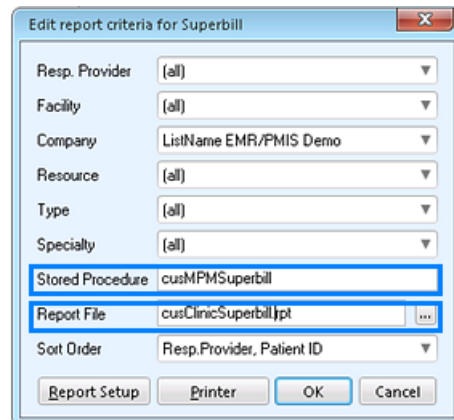 Edit report criteria for Superbill
Resp. Provider (all)
Facility (all)
Company ListName EMR/PMIS Demo
Resource (all)
Type (all)
Specialty (all)
Stored Procedure cusMPMSuperbill
Report File cusClinicSuperbill.rpt ...
Sort Order Resp.Provider, Patient ID
Report Setup Printer OK Cancel